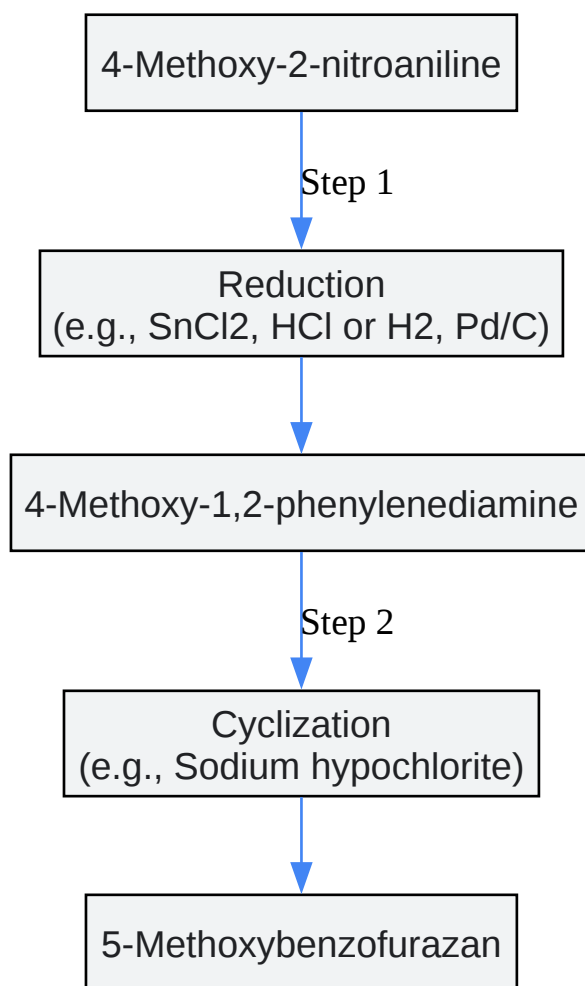 4-Methoxy-2-nitroaniline
Step 1
Reduction
(e.g., SnCl2, HCl or H2, Pd/C)
4-Methoxy-1,2-phenylenediamine
Step 2
Cyclization
(e.g., Sodium hypochlorite)
5-Methoxybenzofurazan